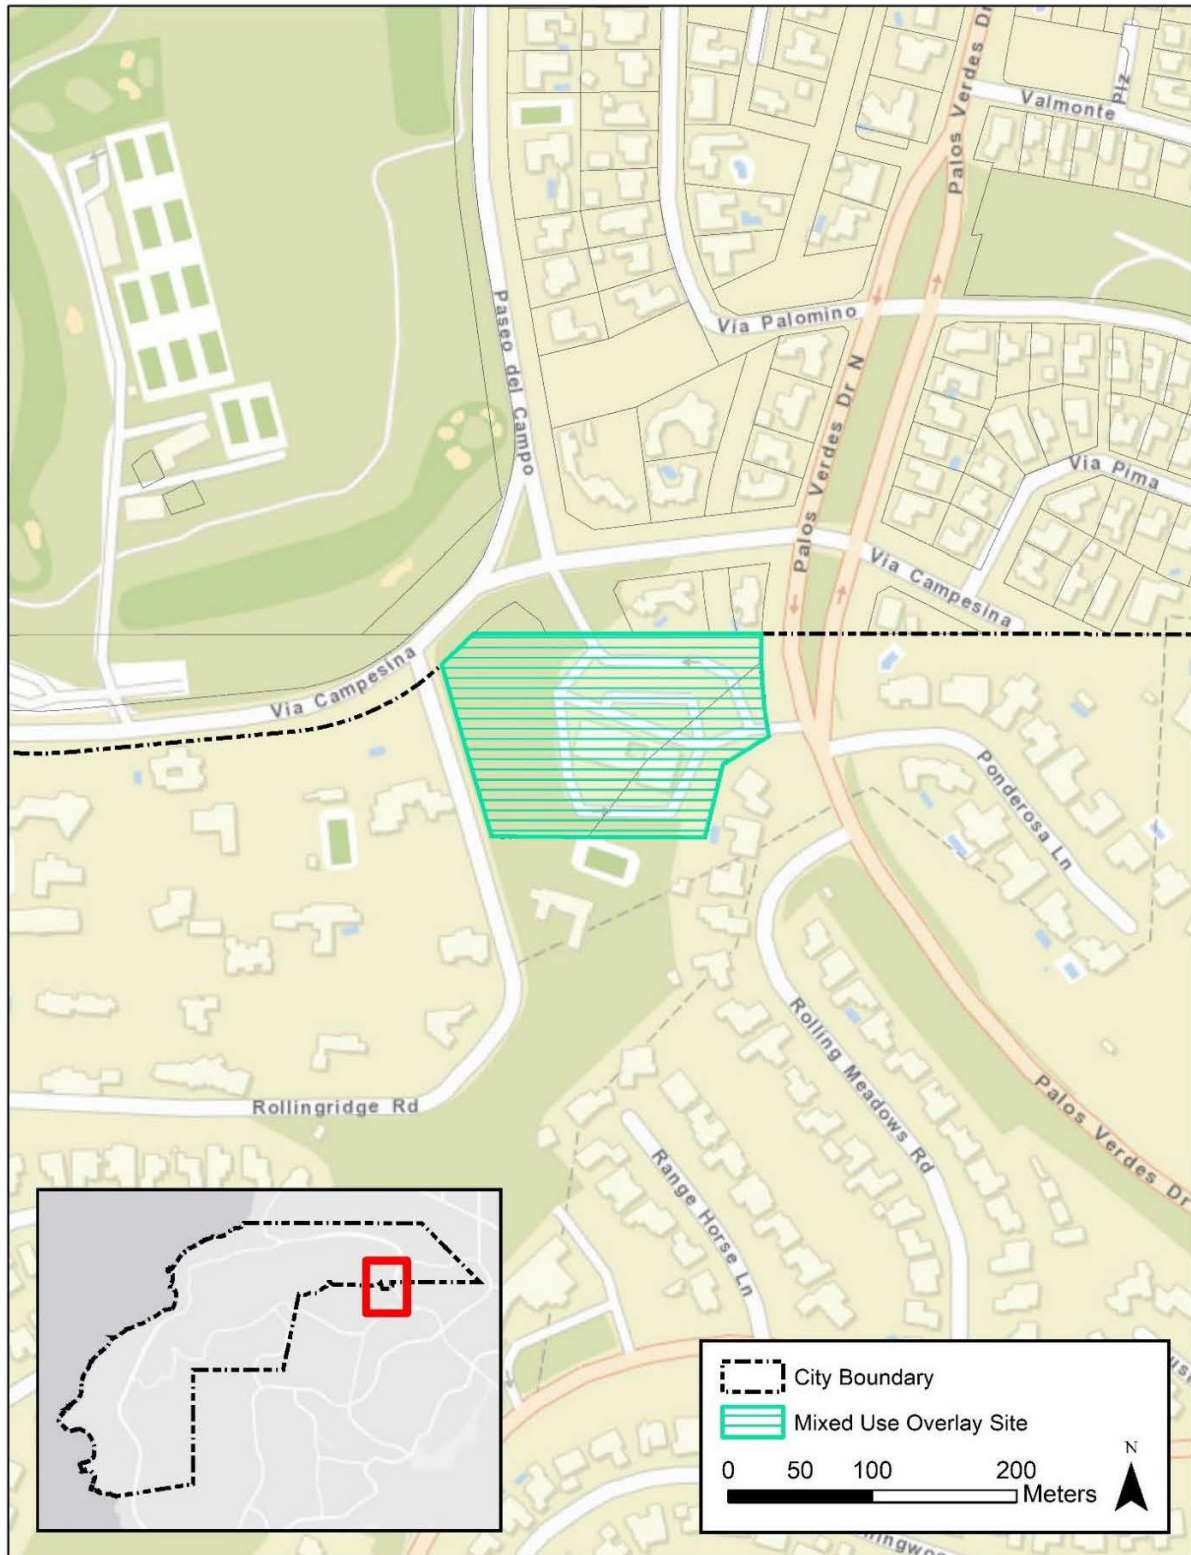 Palos Verdes Dr
Plz
Valmonte
Palos Verdes Dr N
Via Palomino
Paseo del Campo
Via Pima
Via Campesina
Via Campesina
Ponderosa Ln
Rolling Meadows Rd
Rollingridge Rd
Palos Verdes Dr
Range Horse Ln
City Boundary
Mixed Use Overlay Site
N
0 50 100 200
Meters